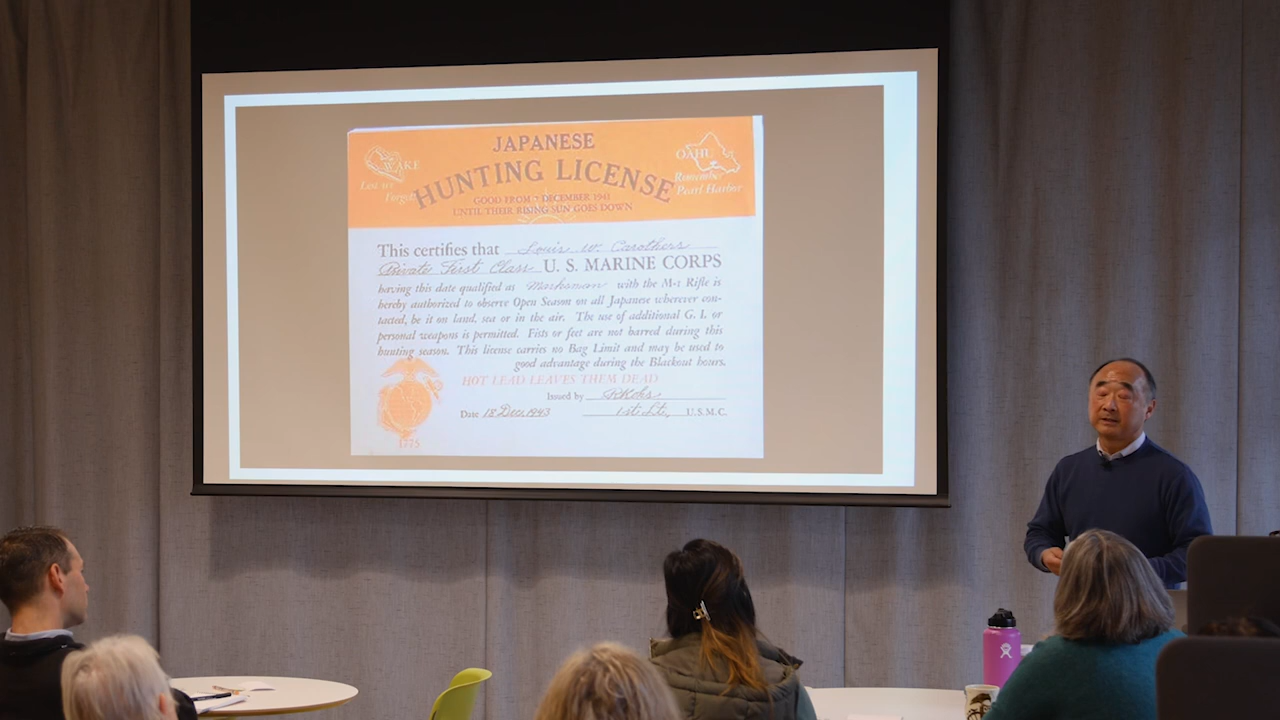 JAPANESE
HUNTING LICENSE
WAKE
Lest we
Forget
OAHU
Remember
Pearl Harbor
GOOD FROM 7 DECEMBER 1941
UNTIL THEIR RISING SUN GOES DOWN
This certifies that Louis W. Carothers
Private First Class U. S. MARINE CORPS
having this date qualified as Marksman with the M-1 Rifle is
hereby authorized to observe Open Season on all Japanese wherever con-
tacted, be it on land, sea or in the air. The use of additional G. I. or
personal weapons is permitted. Fists or feet are not barred during this
hunting season. This license carries no Bag Limit and may be used to
good advantage during the Blackout hours.
HOT LEAD LEAVES THEM DEAD
Issued by
Date 18 Dec 1943 1st Lt., U.S.M.C.
1775